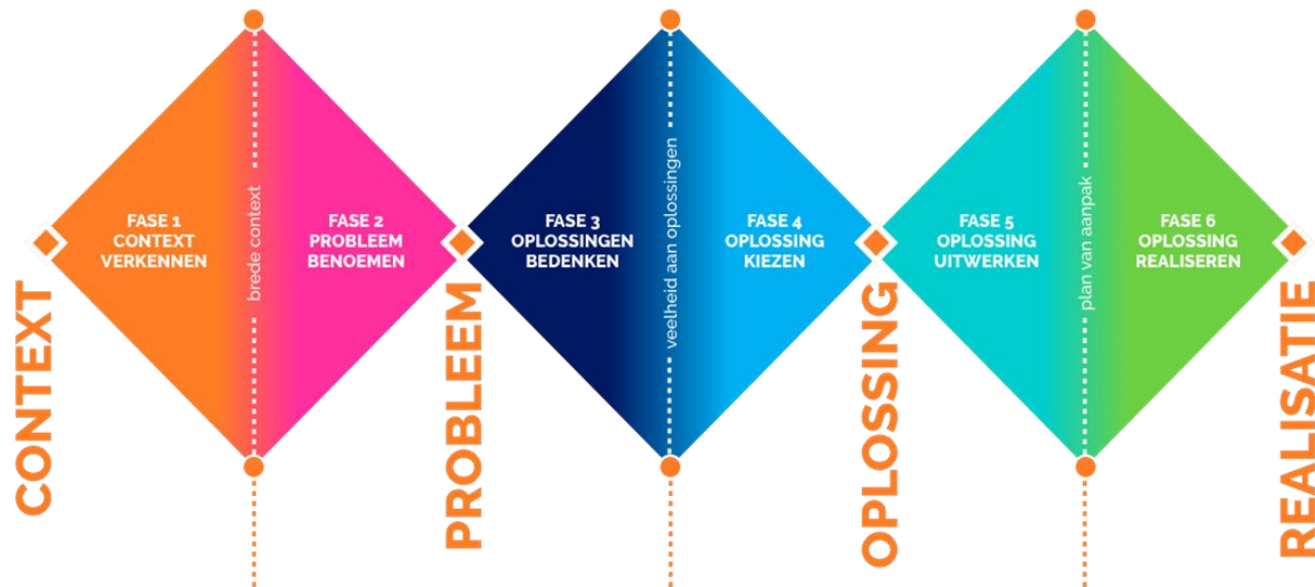 CONTEXT
FASE 1
CONTEXT
VERKENNEN
brede context
FASE 2
PROBLEEM
BENOEMEN
PROBLEEM
FASE 3
OPLOSSINGEN
BEDENKEN
veelheid aan oplossingen
FASE 4
OPLOSSING
KIEZEN
OPLOSSING
FASE 5
OPLOSSING
UITWERKEN
plan van aanpak
FASE 6
OPLOSSING
REALISEREN
REALISATIE